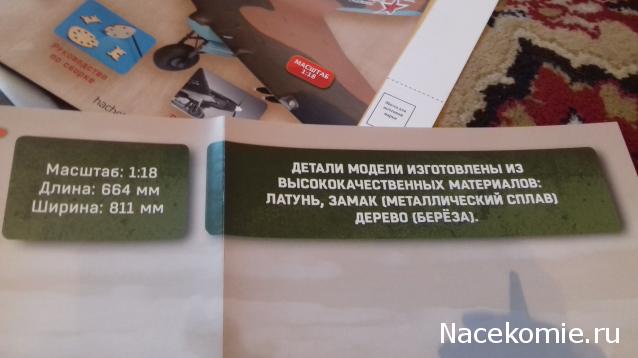 Руководство
по сборке
МАСШТАБ
1:18
hache
Масштаб: 1:18
Длина: 664 мм
Ширина: 811 мм
ДЕТАЛИ МОДЕЛИ ИЗГОТОВЛЕНЫ ИЗ
ВЫСОКОКАЧЕСТВЕННЫХ МАТЕРИАЛОВ:
ЛАТУНЬ, ЗАМАК (МЕТАЛЛИЧЕСКИЙ СПЛАВ)
ДЕРЕВО (БЕРЁЗА).
Nacekomie.ru